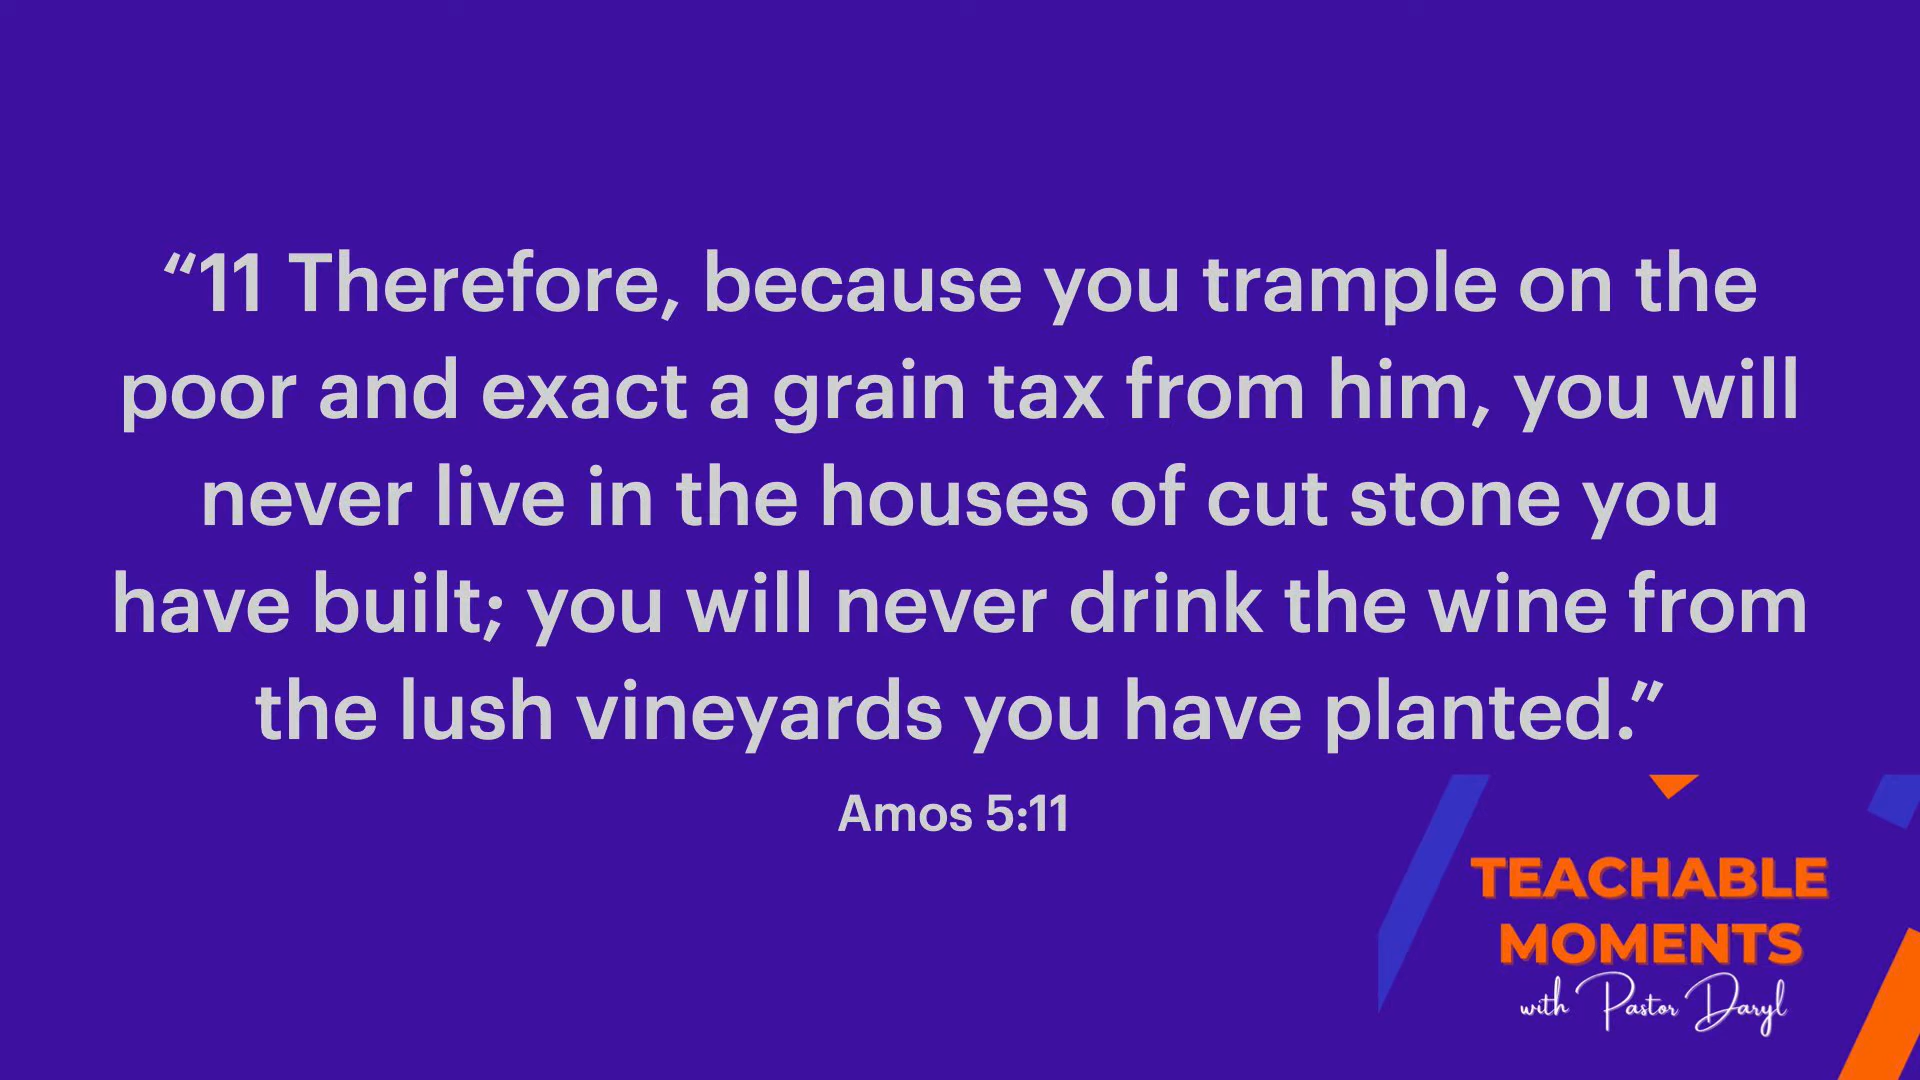 “11 Therefore, because you trample on the
poor and exact a grain tax from him, you will
never live in the houses of cut stone you
have built; you will never drink the wine from
the lush vineyards you have planted.”
Amos 5:11
TEACHABLE
MOMENTS
with Pastor Daryl